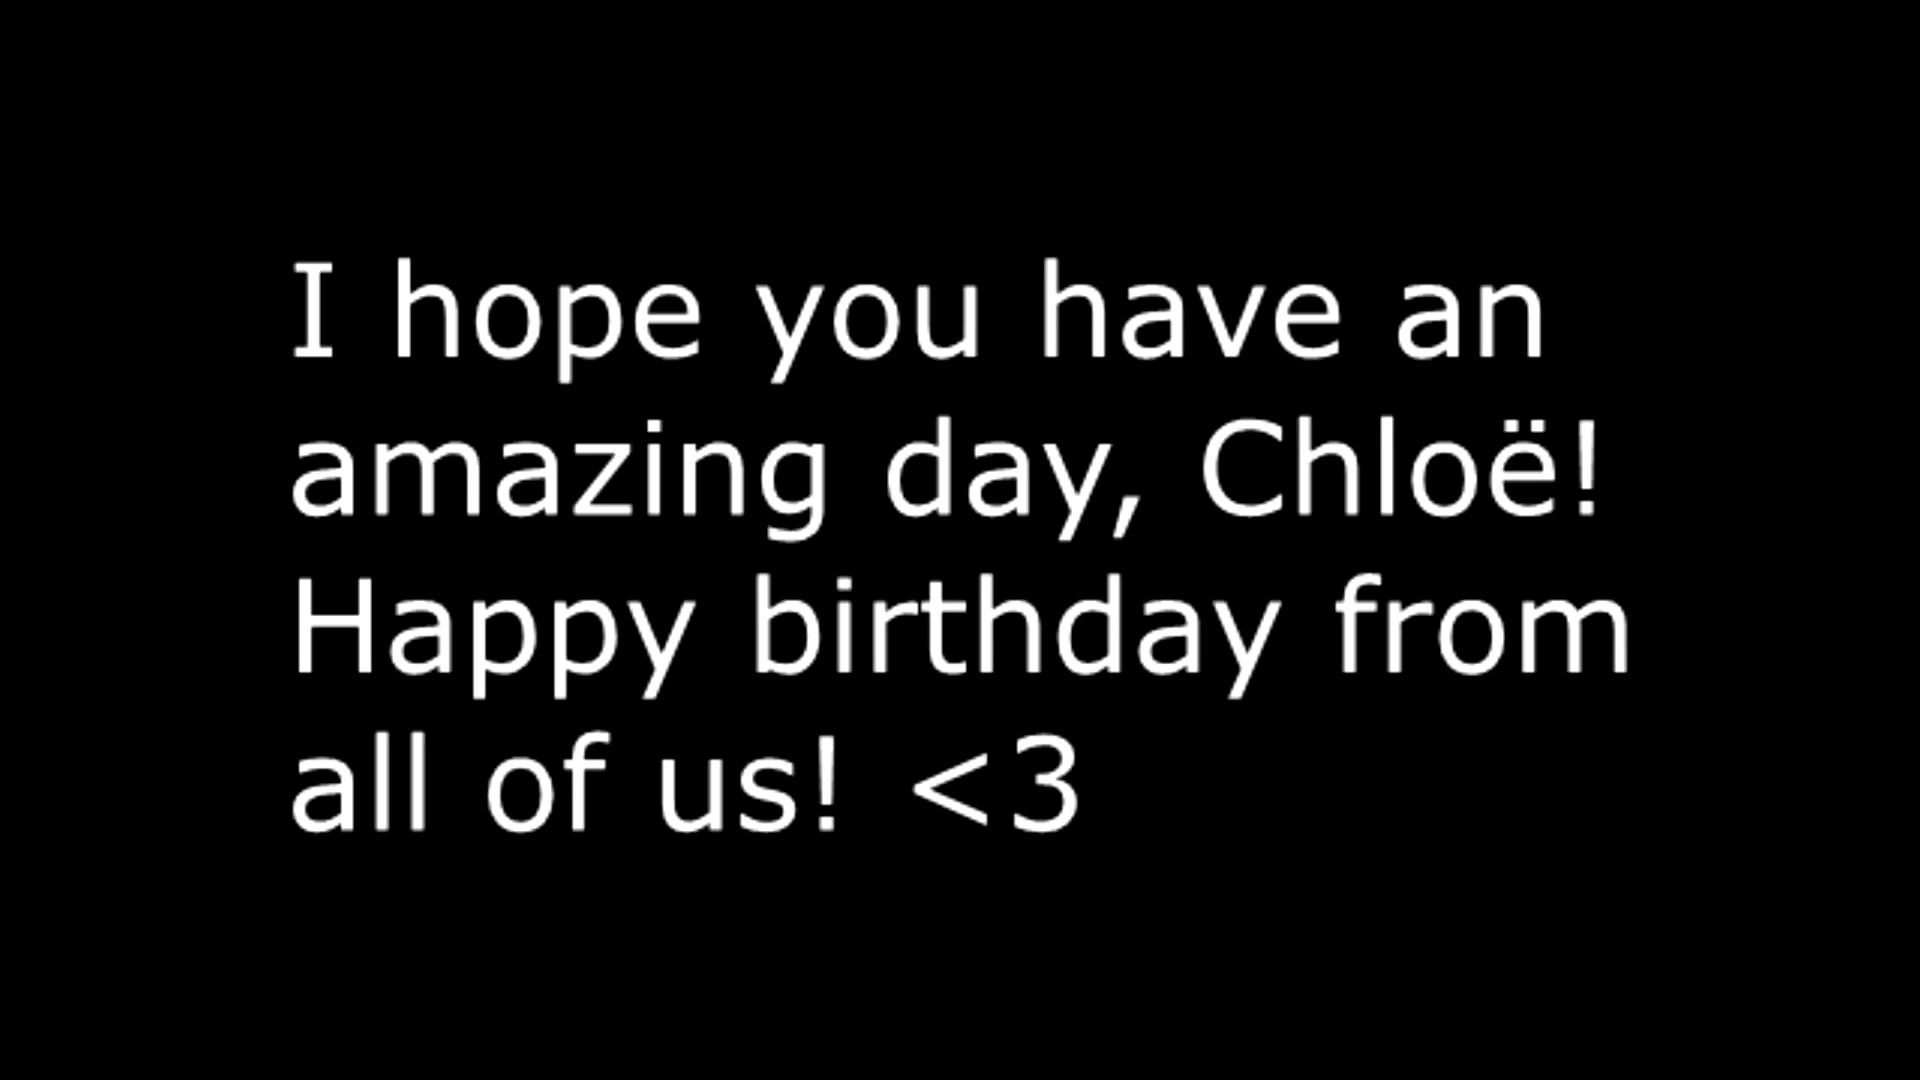 I hope you have an
amazing day, Chloë!
Happy birthday from
all of us! <3